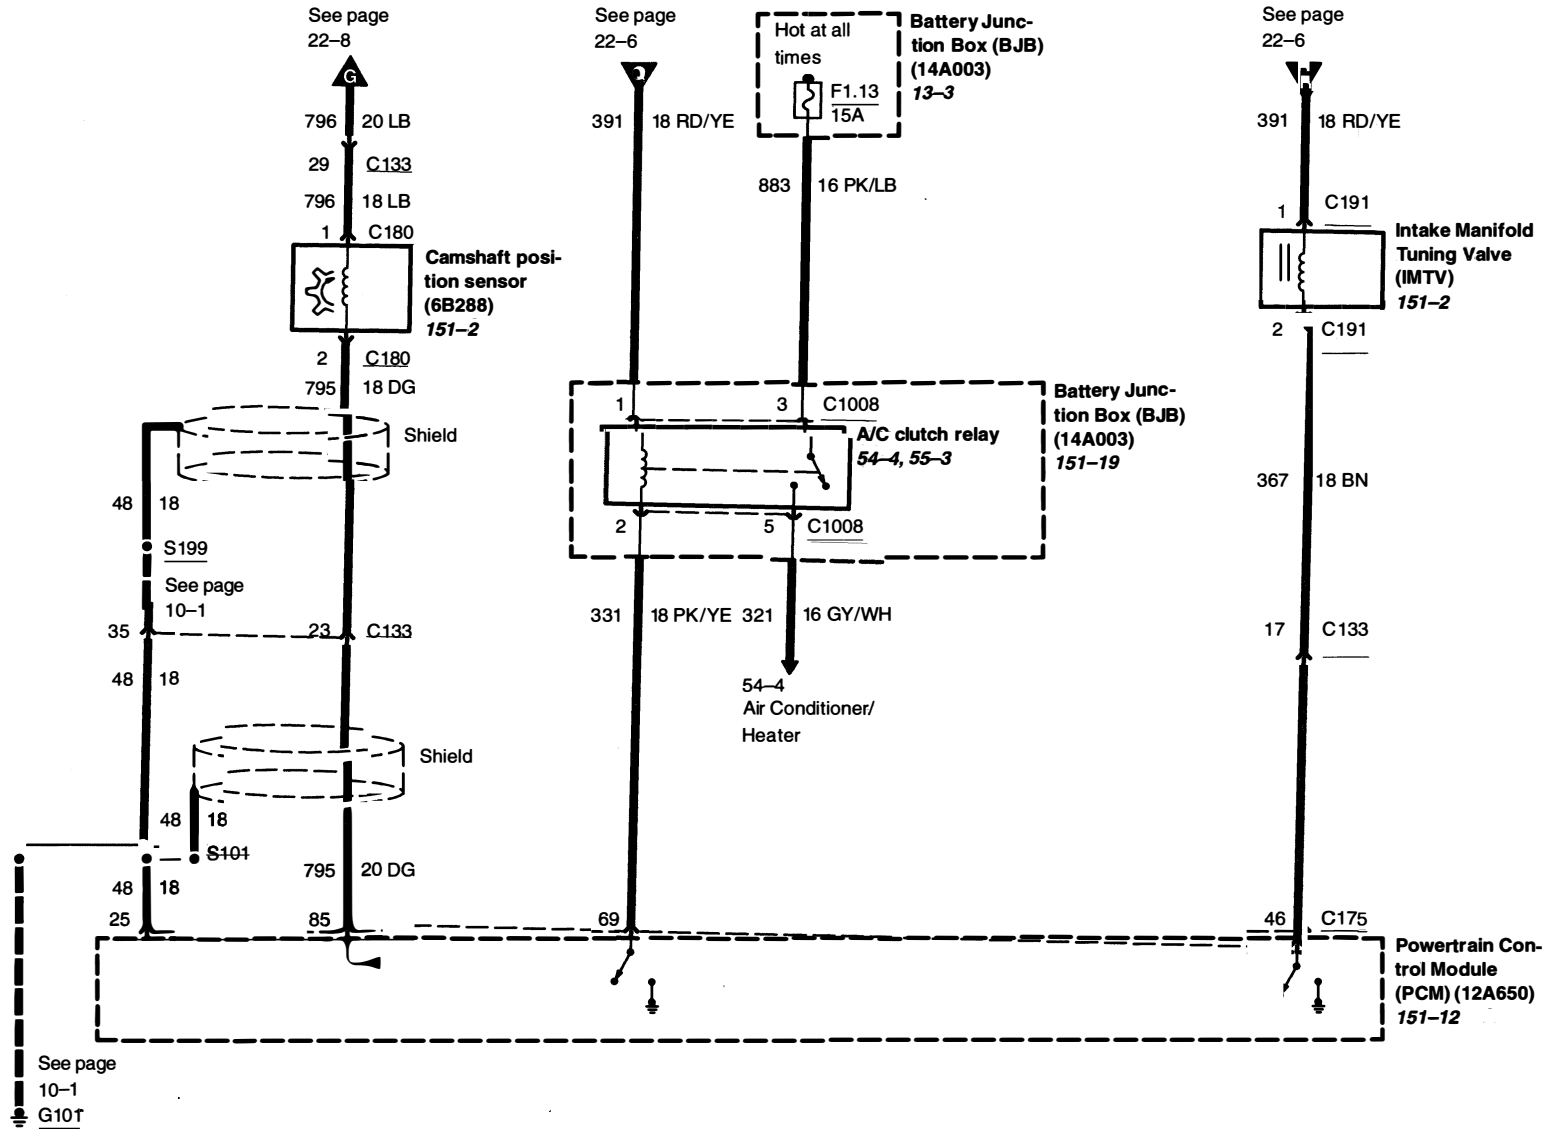 See page
22–8
G
796 20 LB
29 C133
796 18 LB
1 C180
Camshaft posi-
tion sensor
(6B288)
151–2
2 C180
795 18 DG
Shield
48 18
S199
See page
10–1
35 23 C133
48 18
Shield
48 18
S101
48 18
795 20 DG
25 85 69 46 C175
See page
22–6
391 18 RD/YE
Hot at all
times
F1.13
15A
Battery Junc-
tion Box (BJB)
(14A003)
13–3
883 16 PK/LB
1 3 C1008
A/C clutch relay
54–4, 55–3
2 5 C1008
Battery Junc-
tion Box (BJB)
(14A003)
151–19
331 18 PK/YE 321 16 GY/WH
54–4
Air Conditioner/
Heater
See page
22–6
391 18 RD/YE
1 C191
Intake Manifold
Tuning Valve
(IMTV)
151–2
2 C191
367 18 BN
17 C133
Powertrain Con-
trol Module
(PCM) (12A650)
151–12
See page
10–1
G101